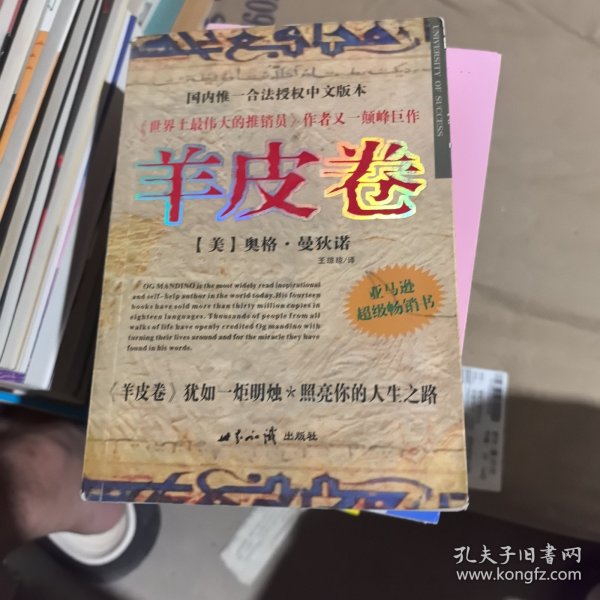 国内惟一合法授权中文版本
《世界上最伟大的推销员》作者又一颠峰巨作
羊皮卷
【美】奥格·曼狄诺
王琼琼/译
OG MANDINO is the most widely read inspirational
and self-help author in the world today.His fourteen
books have sold more than thirty million copies in
eighteen languages. Thousands of people from all
walks of life have openly credited Og mandino with
turning their lives around and for the miracle they have
found in his words.
亚马逊
超级畅销书
《羊皮卷》犹如一炬明烛*照亮你的人生之路
世界知识 出版社
UNIVERSITY OF SUCCESS
孔夫子旧书网
www.kongfz.com